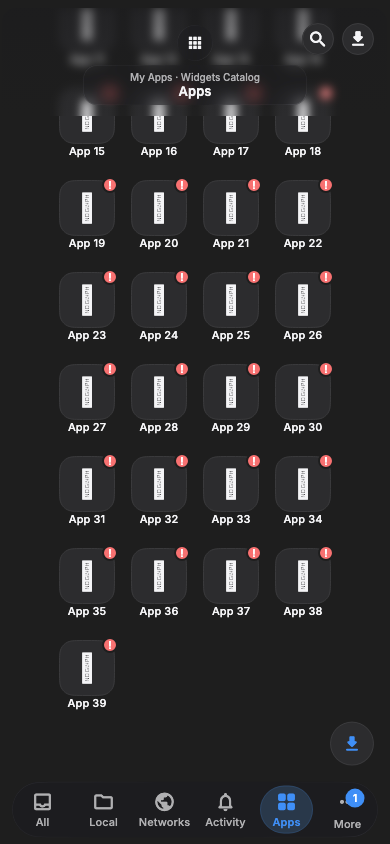 My Apps · Widgets Catalog
Apps
App 15
App 16
App 17
App 18
App 19
App 20
App 21
App 22
App 23
App 24
App 25
App 26
App 27
App 28
App 29
App 30
App 31
App 32
App 33
App 34
App 35
App 36
App 37
App 38
App 39
1
All
Local
Networks
Activity
Apps
More